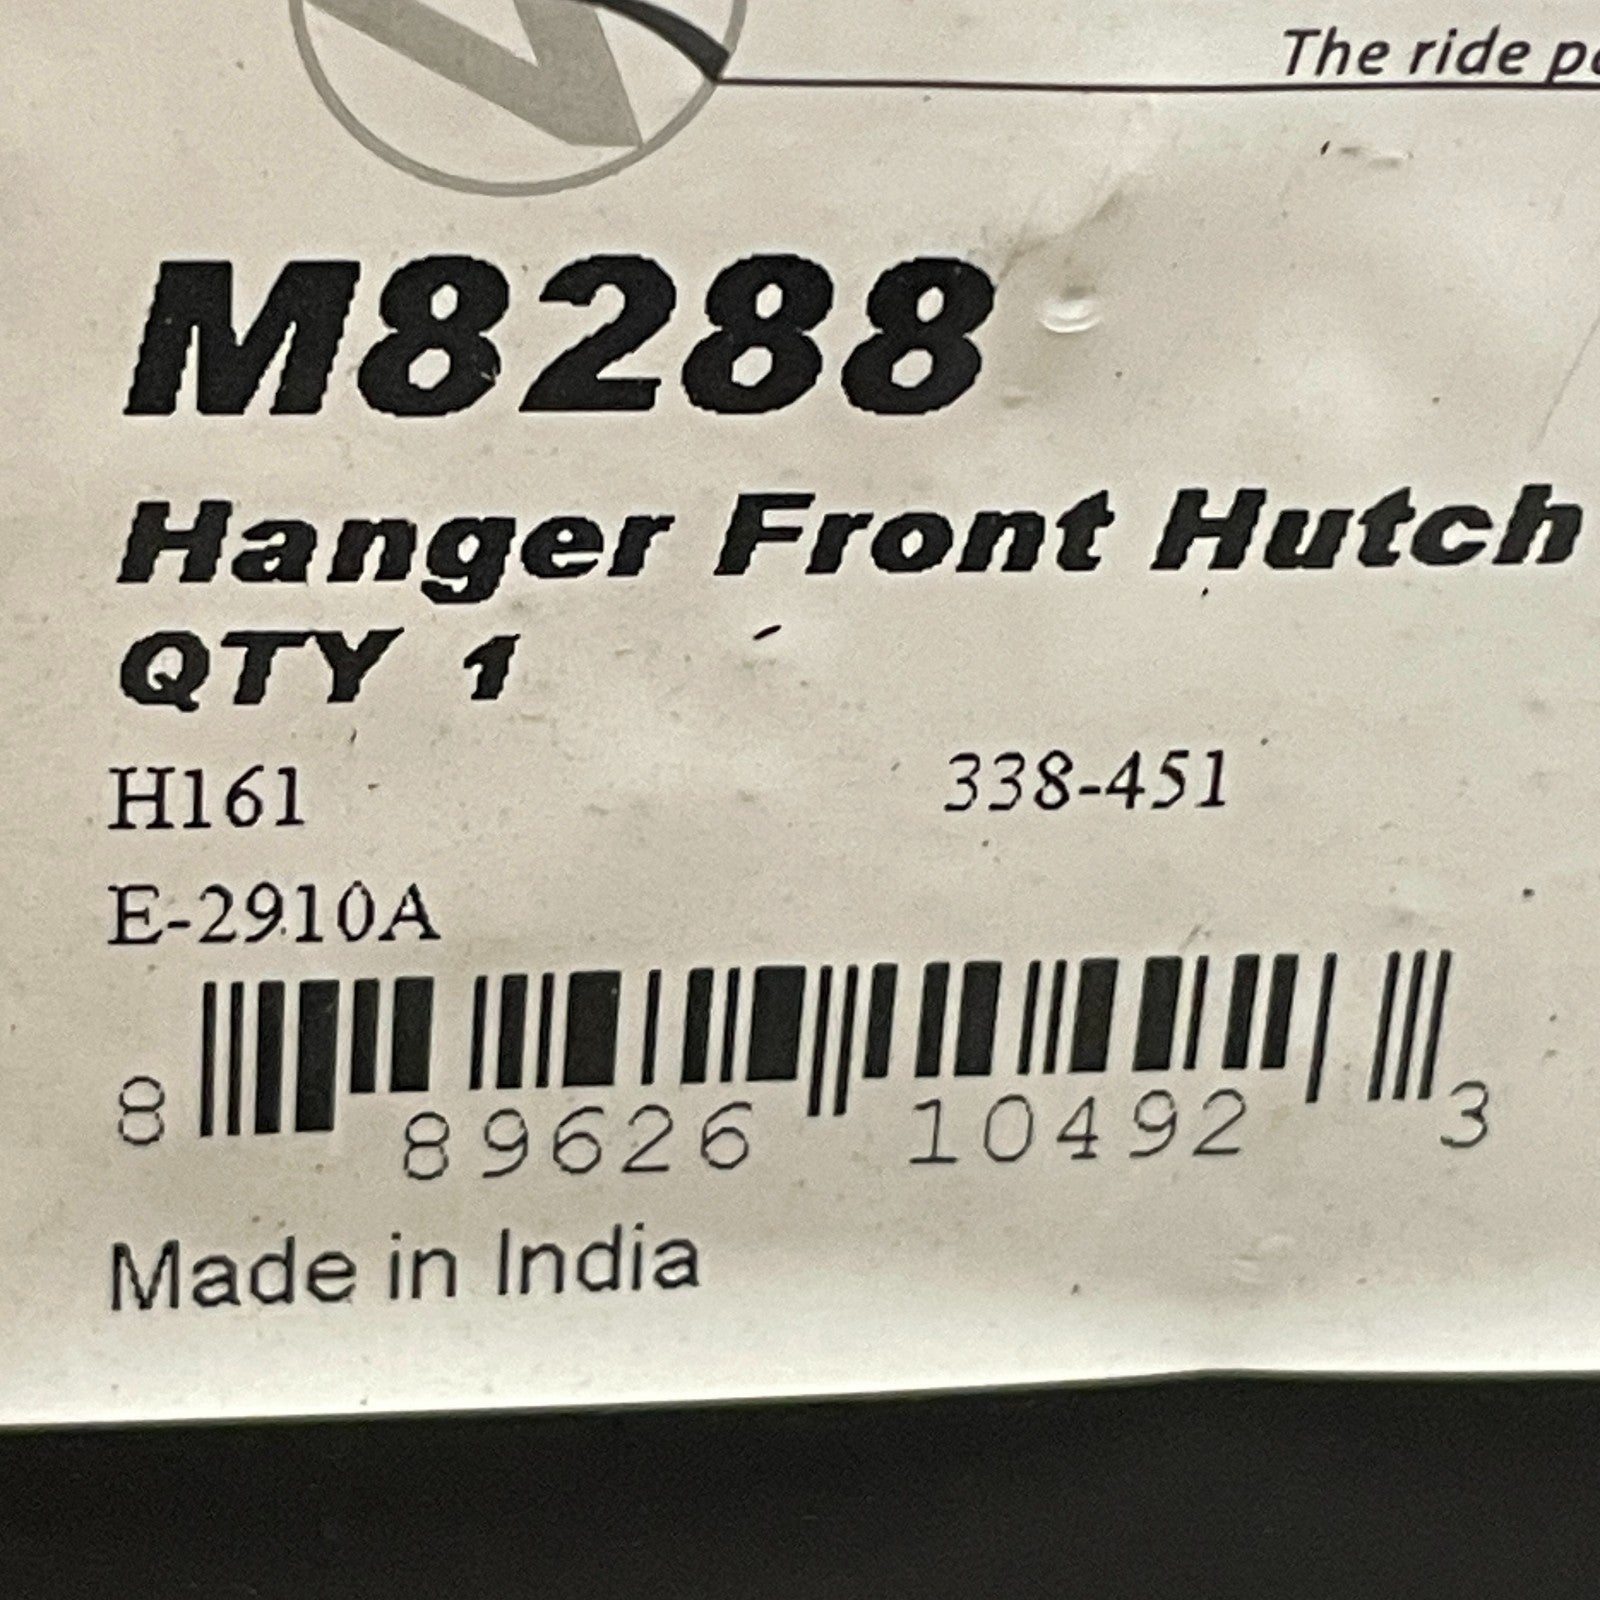 The ride
M8288
Hanger Front Hutch
QTY 1
H161 338-451
E-2910A
8 89626 10492 3
Made in India